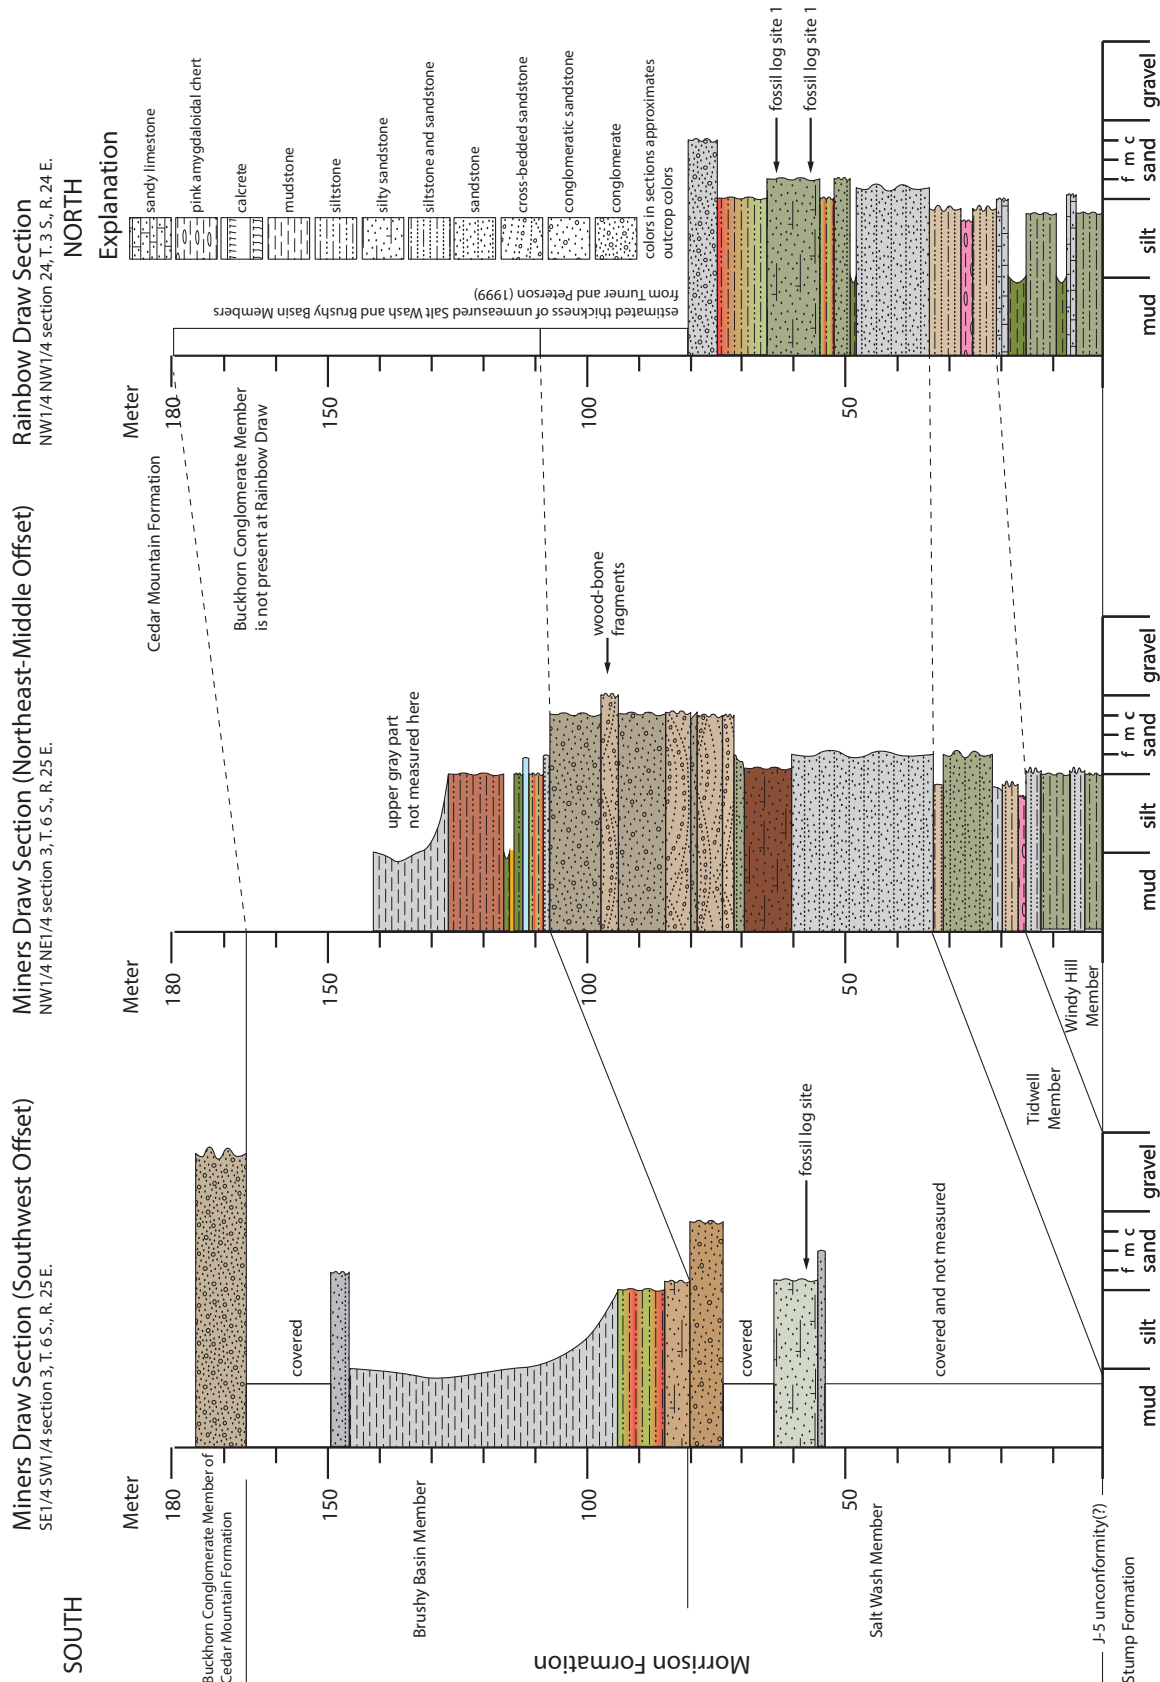 Miners Draw Section (Southwest Offset)
SE1/4 SW1/4 section 3, T. 6 S., R. 25 E.
Miners Draw Section (Northeast-Middle Offset)
NW1/4 NE1/4 section 3, T. 6 S., R. 25 E.
Rainbow Draw Section
NW1/4 NW1/4 section 24, T. 3 S., R. 24 E.
SOUTH
NORTH
Explanation
sandy limestone
pink amygdaloidal chert
calcrete
mudstone
siltstone
silty sandstone
siltstone and sandstone
sandstone
cross-bedded sandstone
conglomeratic sandstone
conglomerate
colors in sections approximates
outcrop colors
Meter
180
150
100
50
Meter
180
150
100
50
Meter
180
150
100
50
Buckhorn Conglomerate Member of
Cedar Mountain Formation
Brushy Basin Member
Salt Wash Member
Morrison Formation
J-5 unconformity(?)
Stump Formation
covered
covered
fossil log site
covered and not measured
mud silt sand gravel
f m c
Tidwell
Member
Windy Hill
Member
upper gray part
not measured here
wood-bone
fragments
mud silt sand gravel
f m c
Cedar Mountain Formation
Buckhorn Conglomerate Member
is not present at Rainbow Draw
estimated thickness of unmeasured Salt Wash and Brushy Basin Members
from Turner and Peterson (1999)
fossil log site 1
fossil log site 1
mud silt sand gravel
f m c